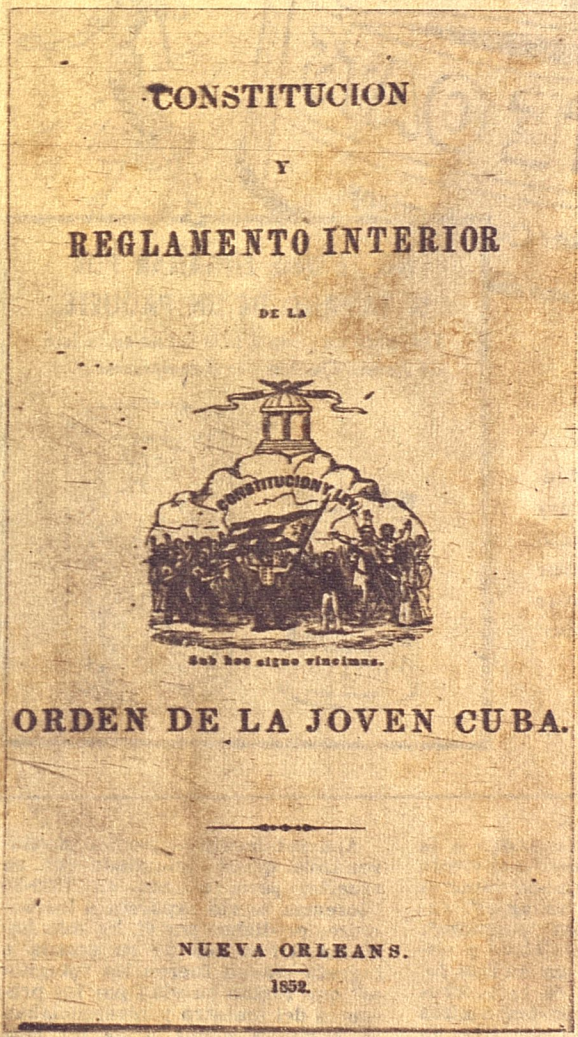 CONSTITUCION
Y
REGLAMENTO INTERIOR
DE LA
CONSTITUCION Y LEY.
Sub hoc signo vincimus.
ORDEN DE LA JOVEN CUBA.
NUEVA ORLEANS.
1852.